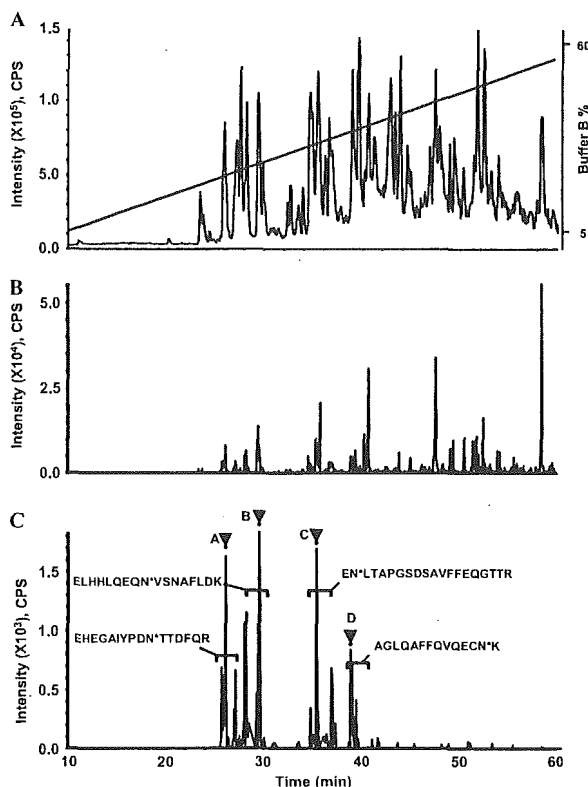 A
Intensity (X10⁵), CPS
1.5
1.0
5.0
0.0
60
Buffer B %
5
B
Intensity (X10⁴), CPS
5.0
2.5
0.0
C
Intensity (X10³), CPS
1.5
1.0
0.5
0.0
A
B
C
D
ELHHLQEQN*VSNAFLDK
EN*LTAPGSDSAVFFEQGTTR
EHEGAIYPDN*TTDFQR
AGLQAFFQVQECN*K
10
20
30
40
50
60
Time (min)